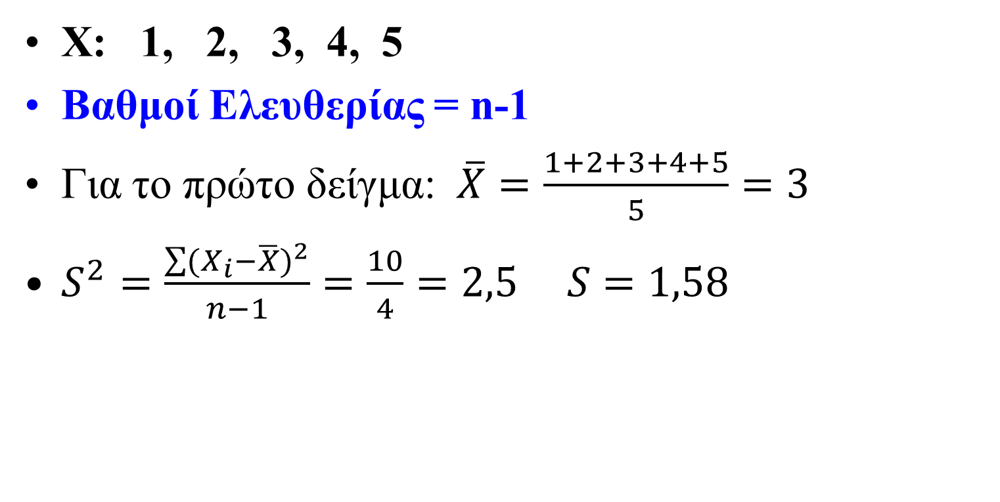 • X: 1, 2, 3, 4, 5
• Βαθμοί Ελευθερίας = n-1
• Για το πρώτο δείγμα: X̅ = (1+2+3+4+5)/5 = 3
• S² = ∑(Xᵢ−X̅)²/(n−1) = 10/4 = 2,5 S = 1,58